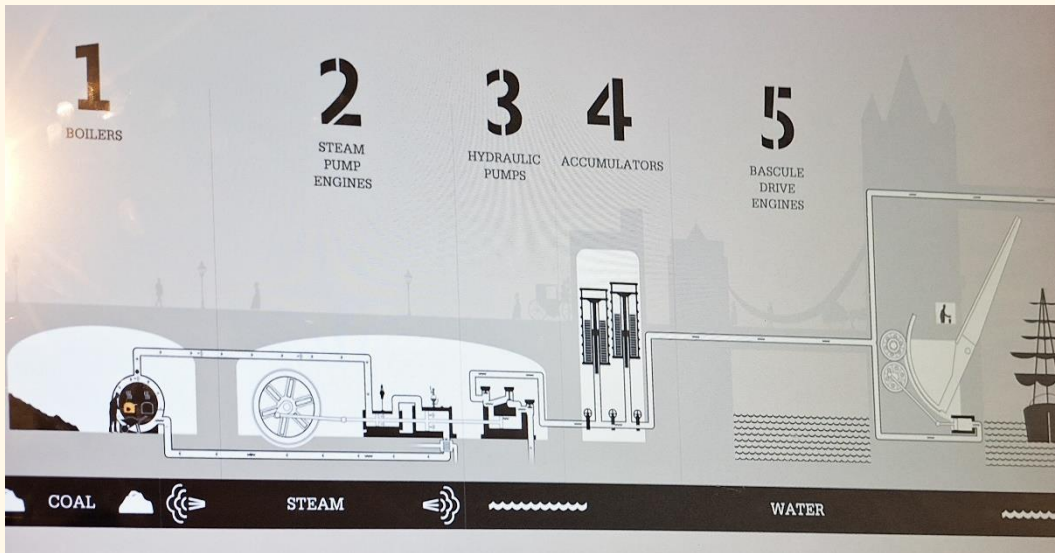 1
BOILERS
2
STEAM
PUMP
ENGINES
3
HYDRAULIC
PUMPS
4
ACCUMULATORS
5
BASCULE
DRIVE
ENGINES
COAL
STEAM
WATER